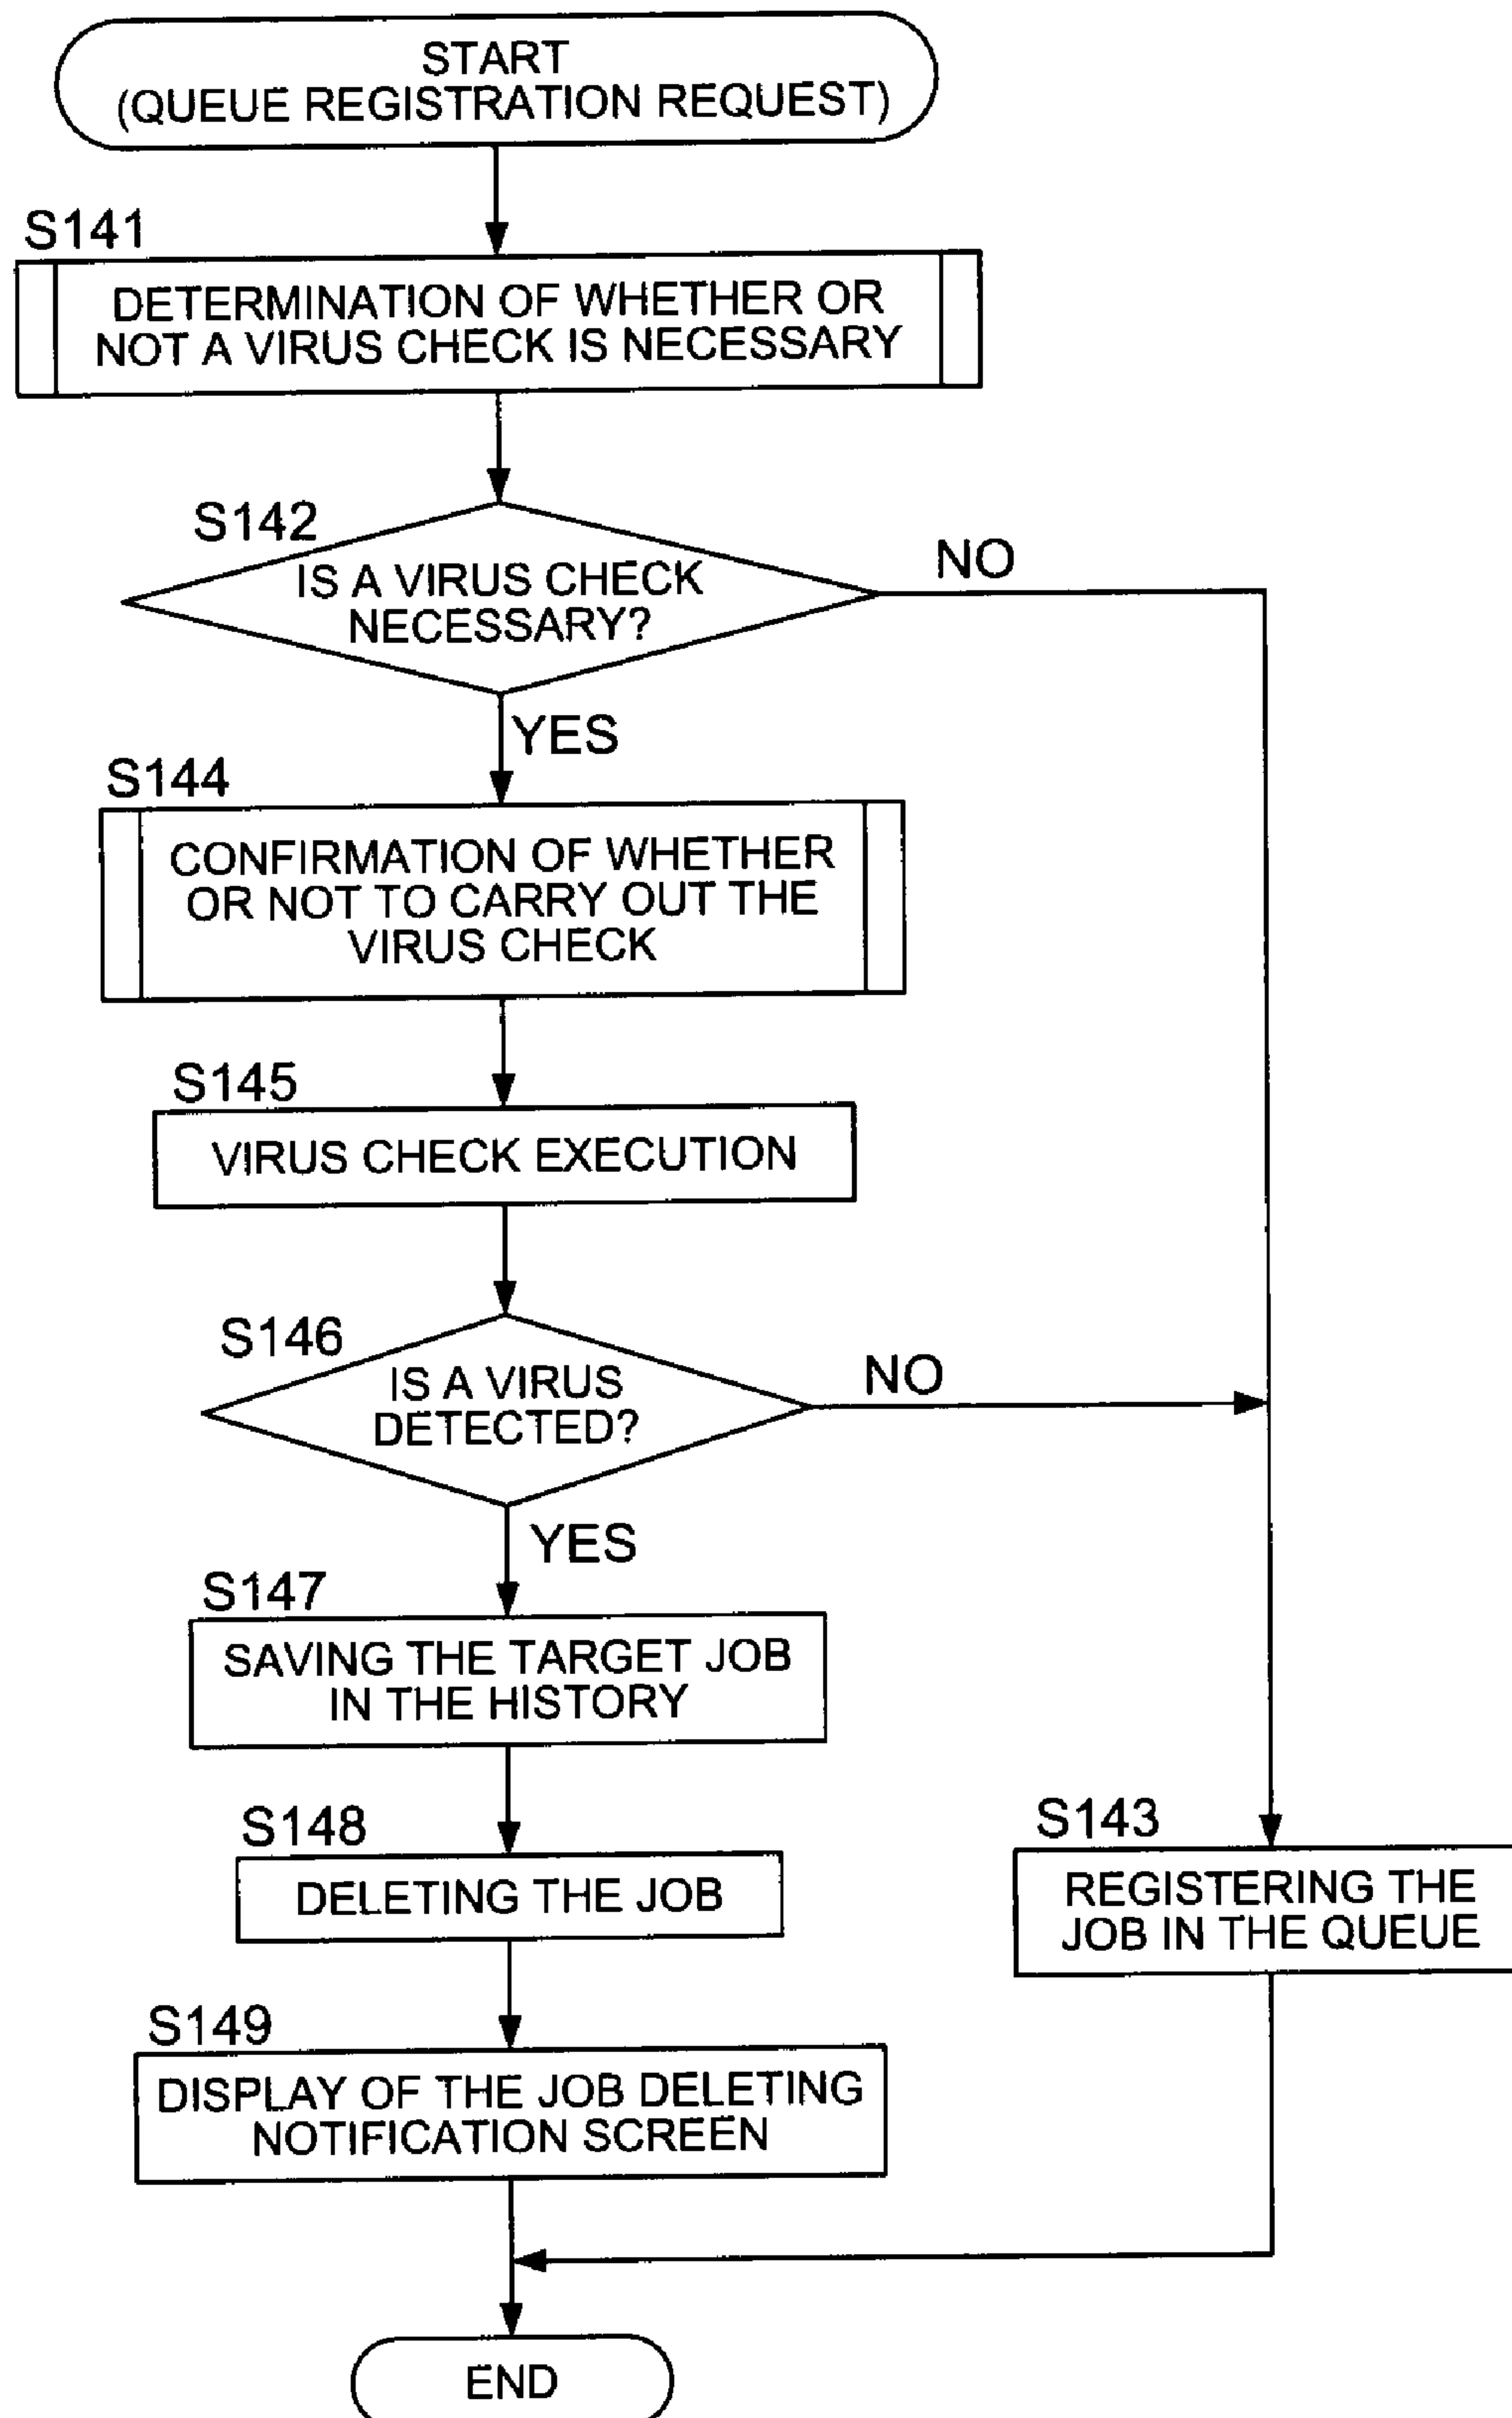 START
(QUEUE REGISTRATION REQUEST)
S141
DETERMINATION OF WHETHER OR
NOT A VIRUS CHECK IS NECESSARY
S142
IS A VIRUS CHECK
NECESSARY?
NO
YES
S144
CONFIRMATION OF WHETHER
OR NOT TO CARRY OUT THE
VIRUS CHECK
S145
VIRUS CHECK EXECUTION
S146
IS A VIRUS
DETECTED?
NO
YES
S147
SAVING THE TARGET JOB
IN THE HISTORY
S148
DELETING THE JOB
S143
REGISTERING THE
JOB IN THE QUEUE
S149
DISPLAY OF THE JOB DELETING
NOTIFICATION SCREEN
END